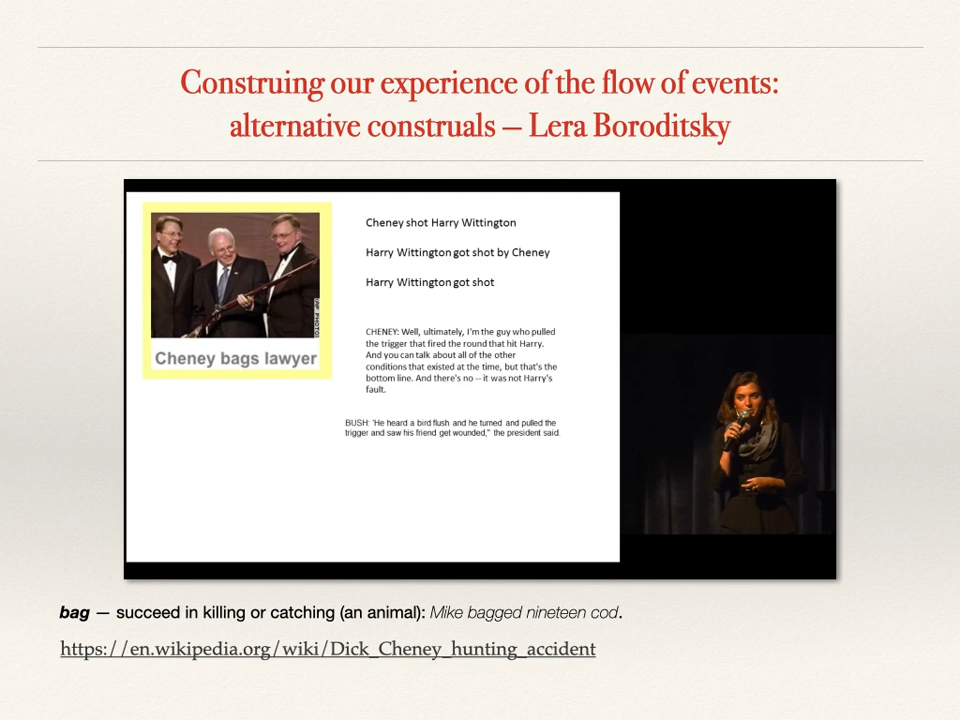 Construing our experience of the flow of events:
alternative construals — Lera Boroditsky
Cheney bags lawyer
Cheney shot Harry Wittington
Harry Wittington got shot by Cheney
Harry Wittington got shot
CHENEY: Well, ultimately, I'm the guy who pulled
the trigger that fired the round that hit Harry.
And you can talk about all of the other
conditions that existed at the time, but that's the
bottom line. And there's no -- it was not Harry's
fault.
BUSH: 'He heard a bird flush and he turned and pulled the
trigger and saw his friend get wounded," the president said.
bag — succeed in killing or catching (an animal): Mike bagged nineteen cod.
https://en.wikipedia.org/wiki/Dick_Cheney_hunting_accident